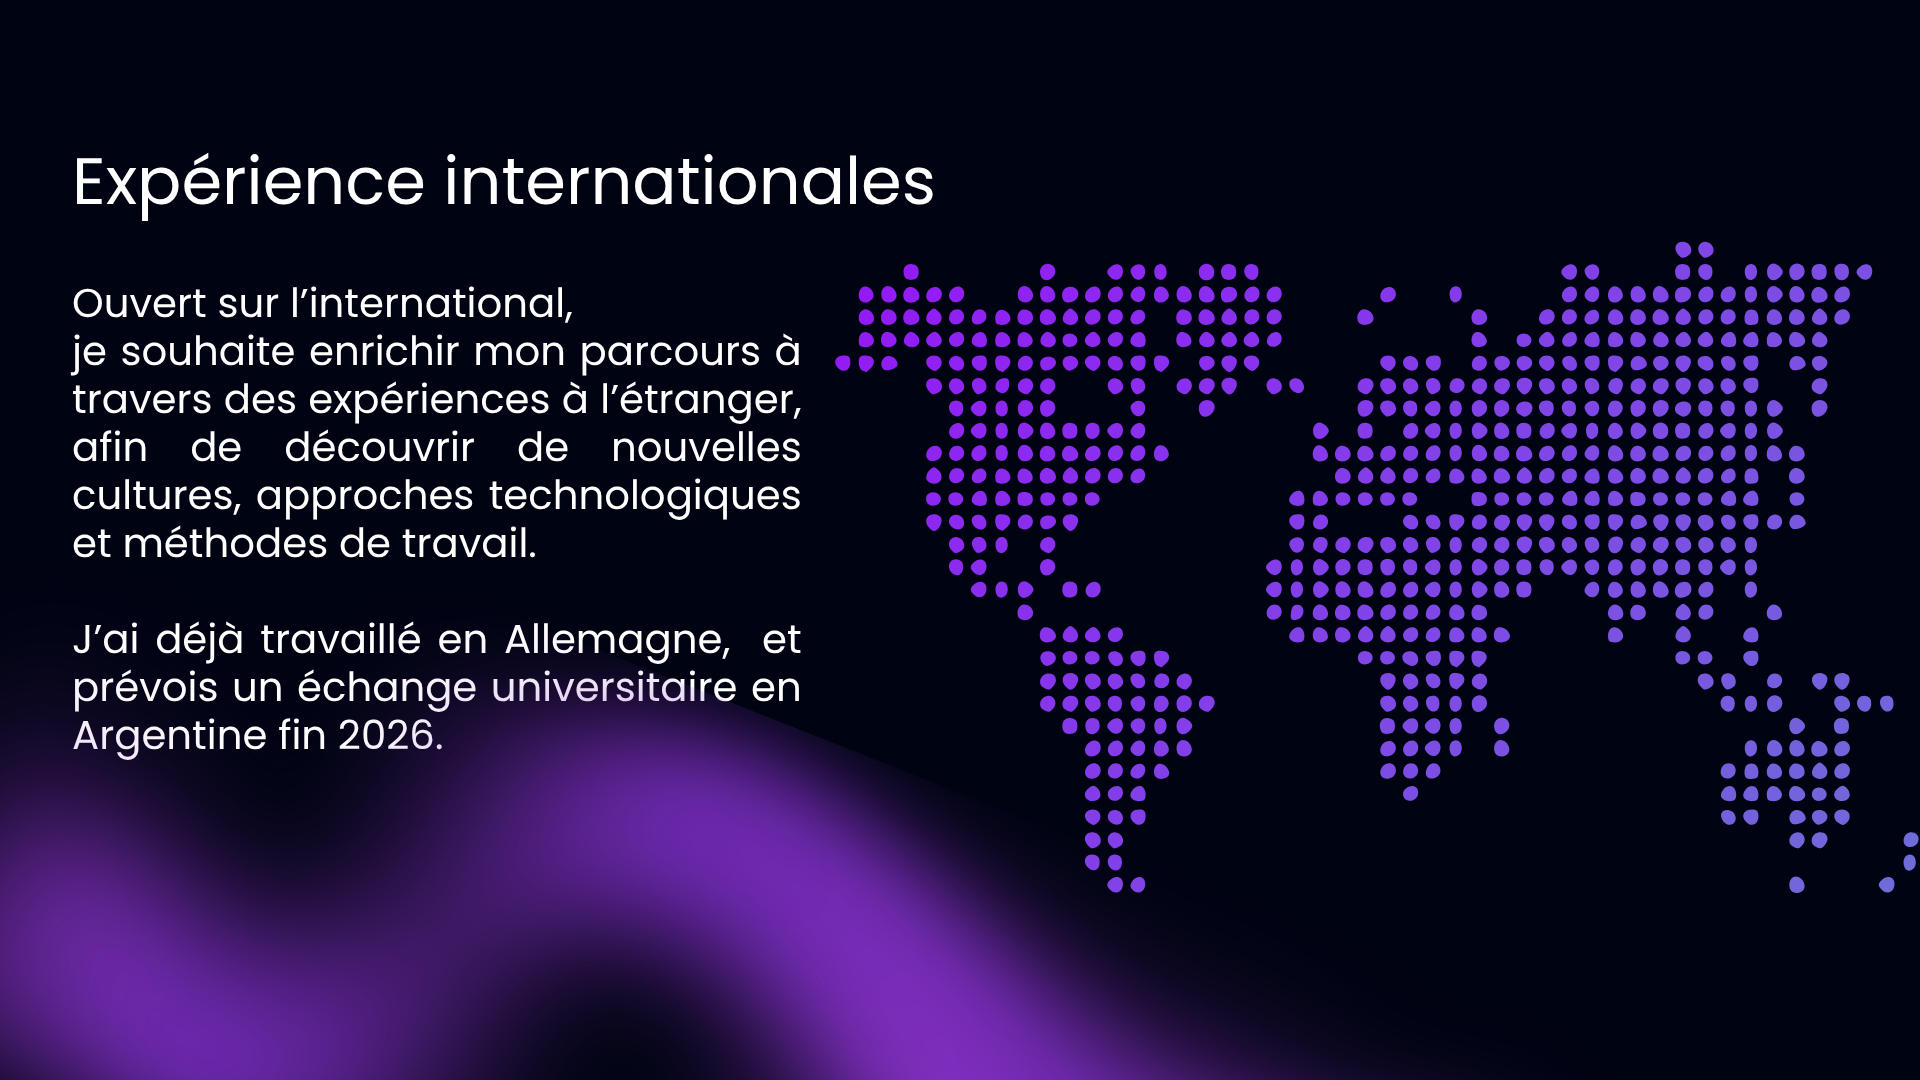 Expérience internationales
Ouvert sur l’international,
je souhaite enrichir mon parcours à
travers des expériences à l’étranger,
afin de découvrir de nouvelles
cultures, approches technologiques
et méthodes de travail.
J’ai déjà travaillé en Allemagne,  et
prévois un échange universitaire en
Argentine fin 2026.